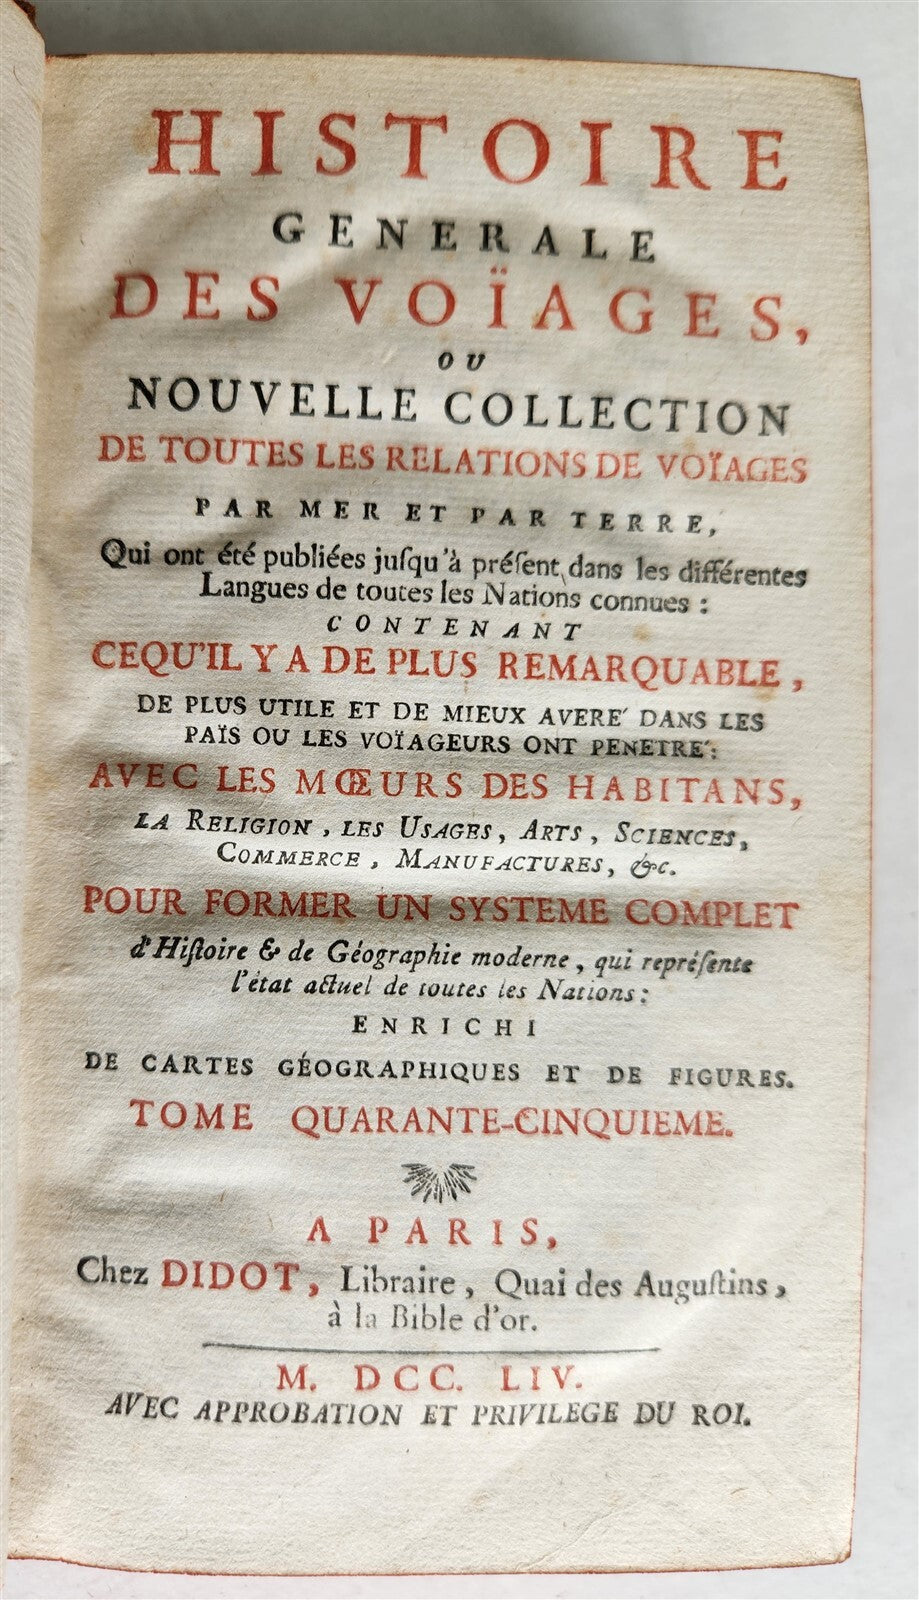 HISTOIRE
GENERALE
DES VOÏAGES,
OU
NOUVELLE COLLECTION
DE TOUTES LES RELATIONS DE VOÏAGES
PAR MER ET PAR TERRE,
Qui ont été publiées juſqu'à préſent dans les différentes
Langues de toutes les Nations connues :
CONTENANT
CEQU'IL Y A DE PLUS REMARQUABLE,
DE PLUS UTILE ET DE MIEUX AVERE' DANS LES
PAÏS OU LES VOÏAGEURS ONT PENETRE':
AVEC LES MŒURS DES HABITANS,
LA RELIGION, LES USAGES, ARTS, SCIENCES,
COMMERCE, MANUFACTURES, &c.
POUR FORMER UN SYSTEME COMPLET
d'Hiſtoire & de Géographie moderne, qui repréſente
l'état actuel de toutes les Nations :
ENRICHI
DE CARTES GÉOGRAPHIQUES ET DE FIGURES.
TOME QUARANTE-CINQUIEME.
A PARIS,
Chez DIDOT, Libraire, Quai des Auguſtins,
à la Bible d'or.
M. DCC. LIV.
AVEC APPROBATION ET PRIVILEGE DU ROI.